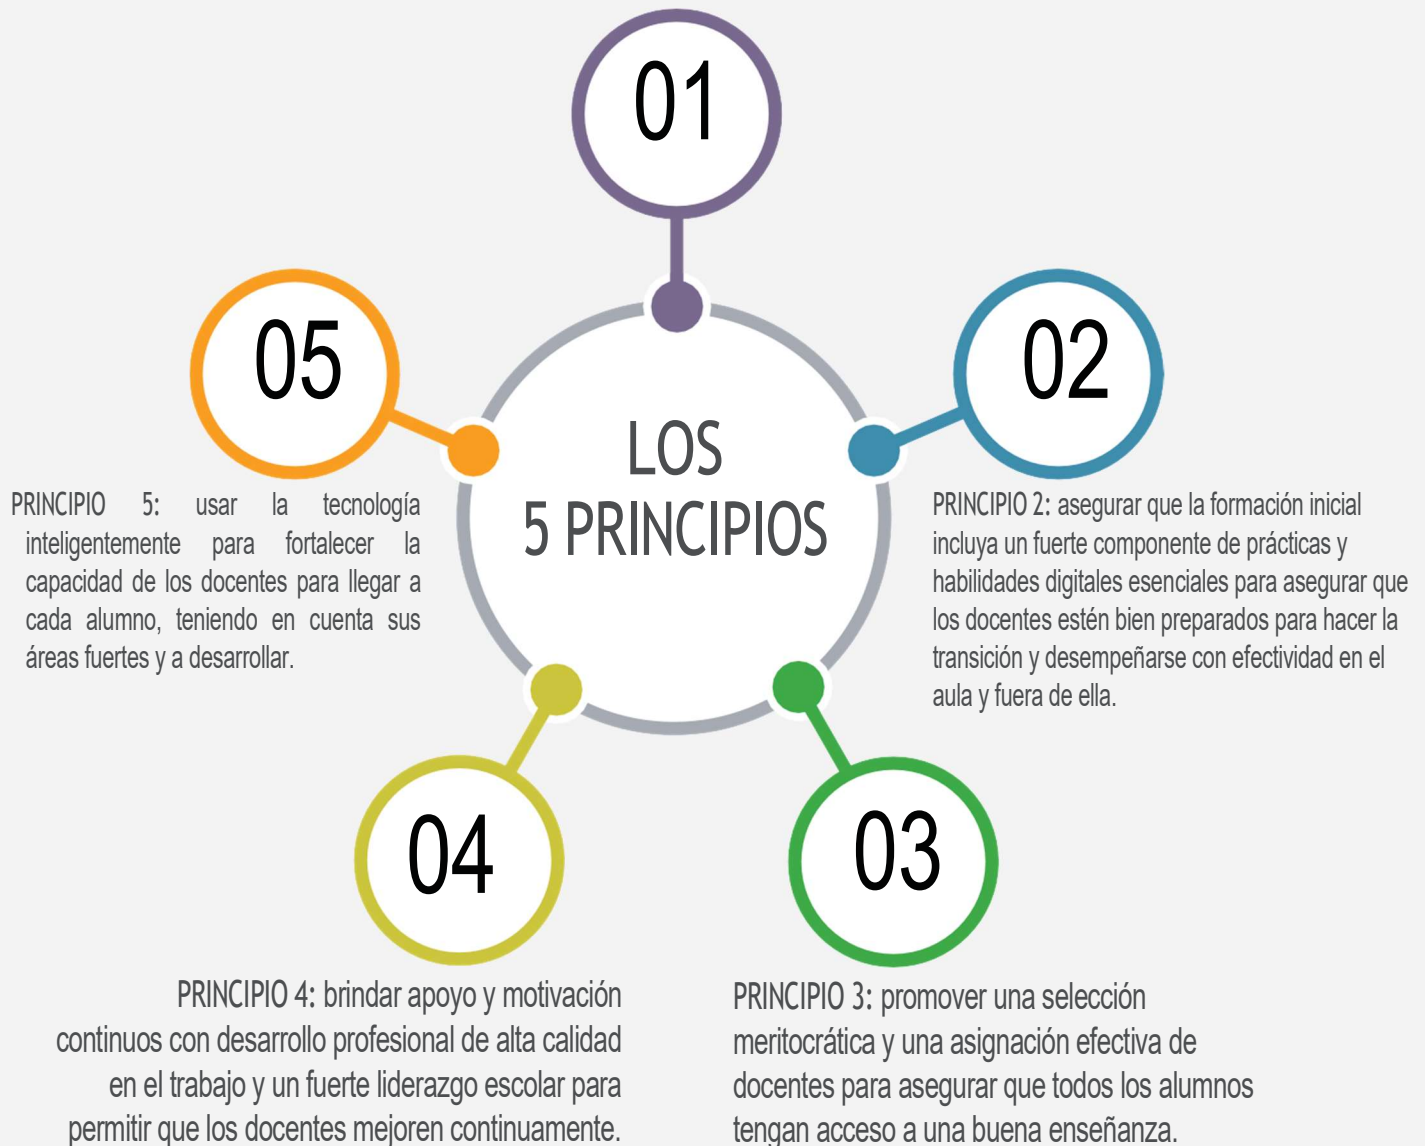 01
02
PRINCIPIO 2: asegurar que la formación inicial
incluya un fuerte componente de prácticas y
habilidades digitales esenciales para asegurar que
los docentes estén bien preparados para hacer la
transición y desempeñarse con efectividad en el
aula y fuera de ella.
03
PRINCIPIO 3: promover una selección
meritocrática y una asignación efectiva de
docentes para asegurar que todos los alumnos
tengan acceso a una buena enseñanza.
04
PRINCIPIO 4: brindar apoyo y motivación
continuos con desarrollo profesional de alta calidad
en el trabajo y un fuerte liderazgo escolar para
permitir que los docentes mejoren continuamente.
05
PRINCIPIO 5: usar la tecnología
inteligentemente para fortalecer la
capacidad de los docentes para llegar a
cada alumno, teniendo en cuenta sus
áreas fuertes y a desarrollar.
LOS
5 PRINCIPIOS